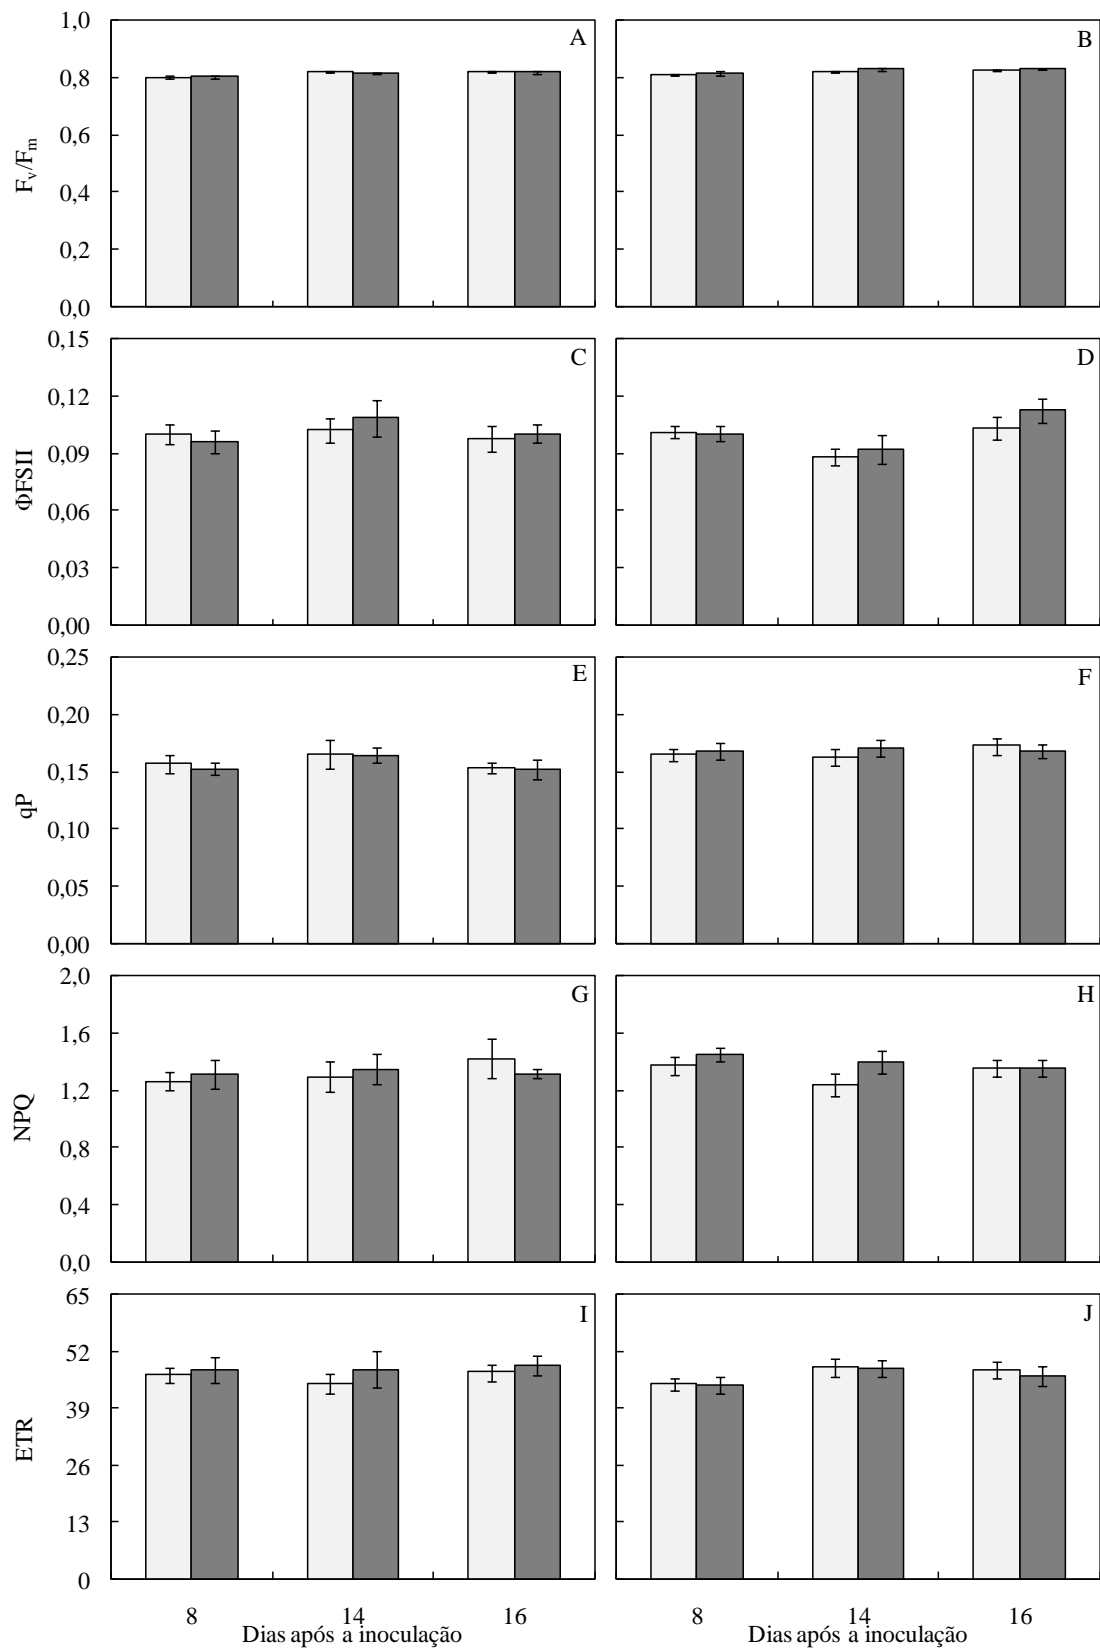 1,0
0,8
0,6
0,4
0,2
0,0
Fv/Fm
A
B
0,15
0,12
0,09
0,06
0,03
0,00
ΦFSII
C
D
0,25
0,20
0,15
0,10
0,05
0,00
qP
E
F
2,0
1,6
1,2
0,8
0,4
0,0
NPQ
G
H
65
52
39
26
13
0
ETR
I
J
8 14 16 8 14 16
Dias após a inoculação Dias após a inoculação